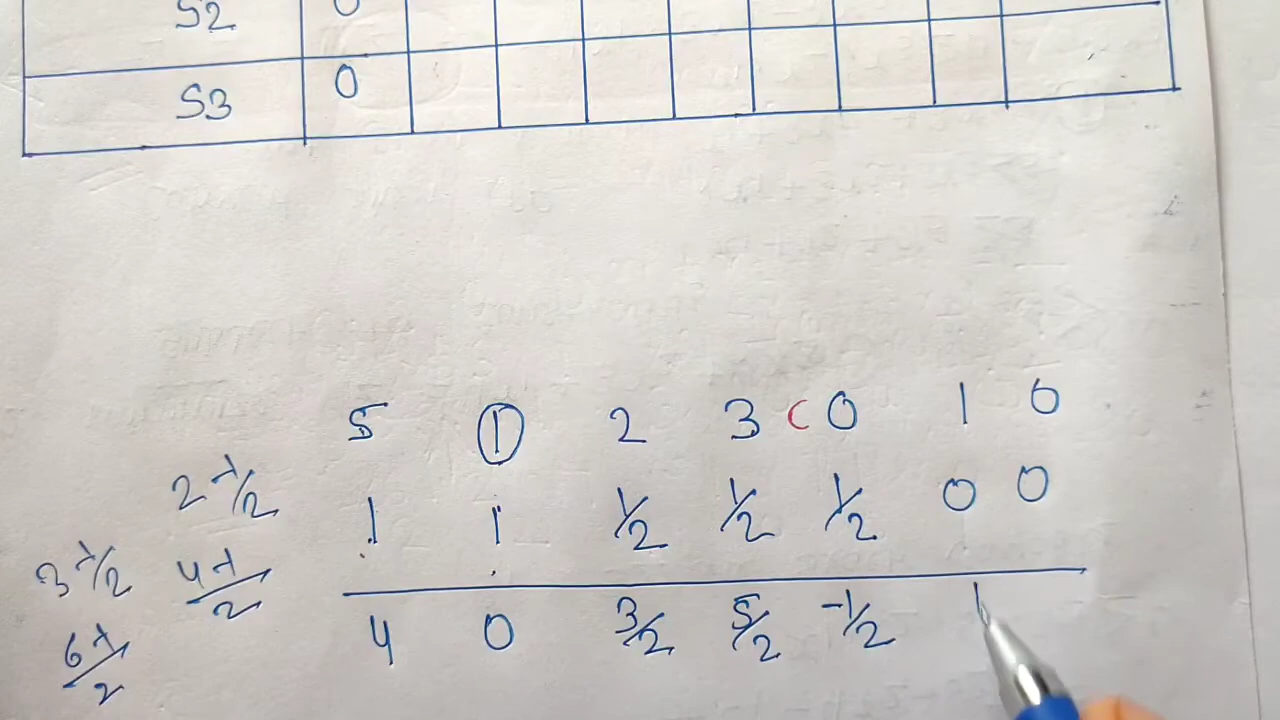 S2 0
S3 0
5 1 2 3 ( 0 1 0
2 1/2 1 1 1/2 1/2 1/2 0 0
3 1/2 4 1/2
4 0 3/2 5/2 -1/2 1
6 1/2